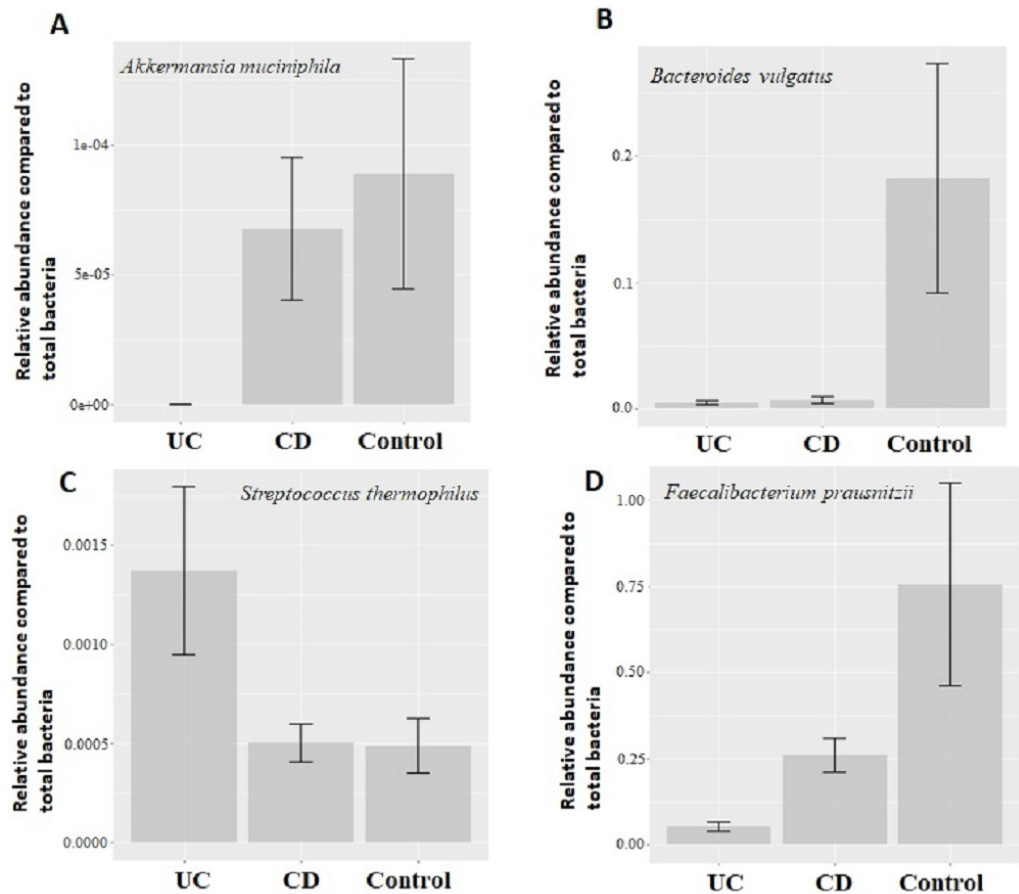 A
Akkermansia muciniphila
Relative abundance compared to
total bacteria
1e-04
5e-05
0e+00
UC CD Control
B
Bacteroides vulgatus
Relative abundance compared to
total bacteria
0.2
0.1
0.0
UC CD Control
C
Streptococcus thermophilus
Relative abundance compared to
total bacteria
0.0015
0.0010
0.0005
0.0000
UC CD Control
D
Faecalibacterium prausnitzii
Relative abundance compared to
total bacteria
1.00
0.75
0.50
0.25
0.00
UC CD Control